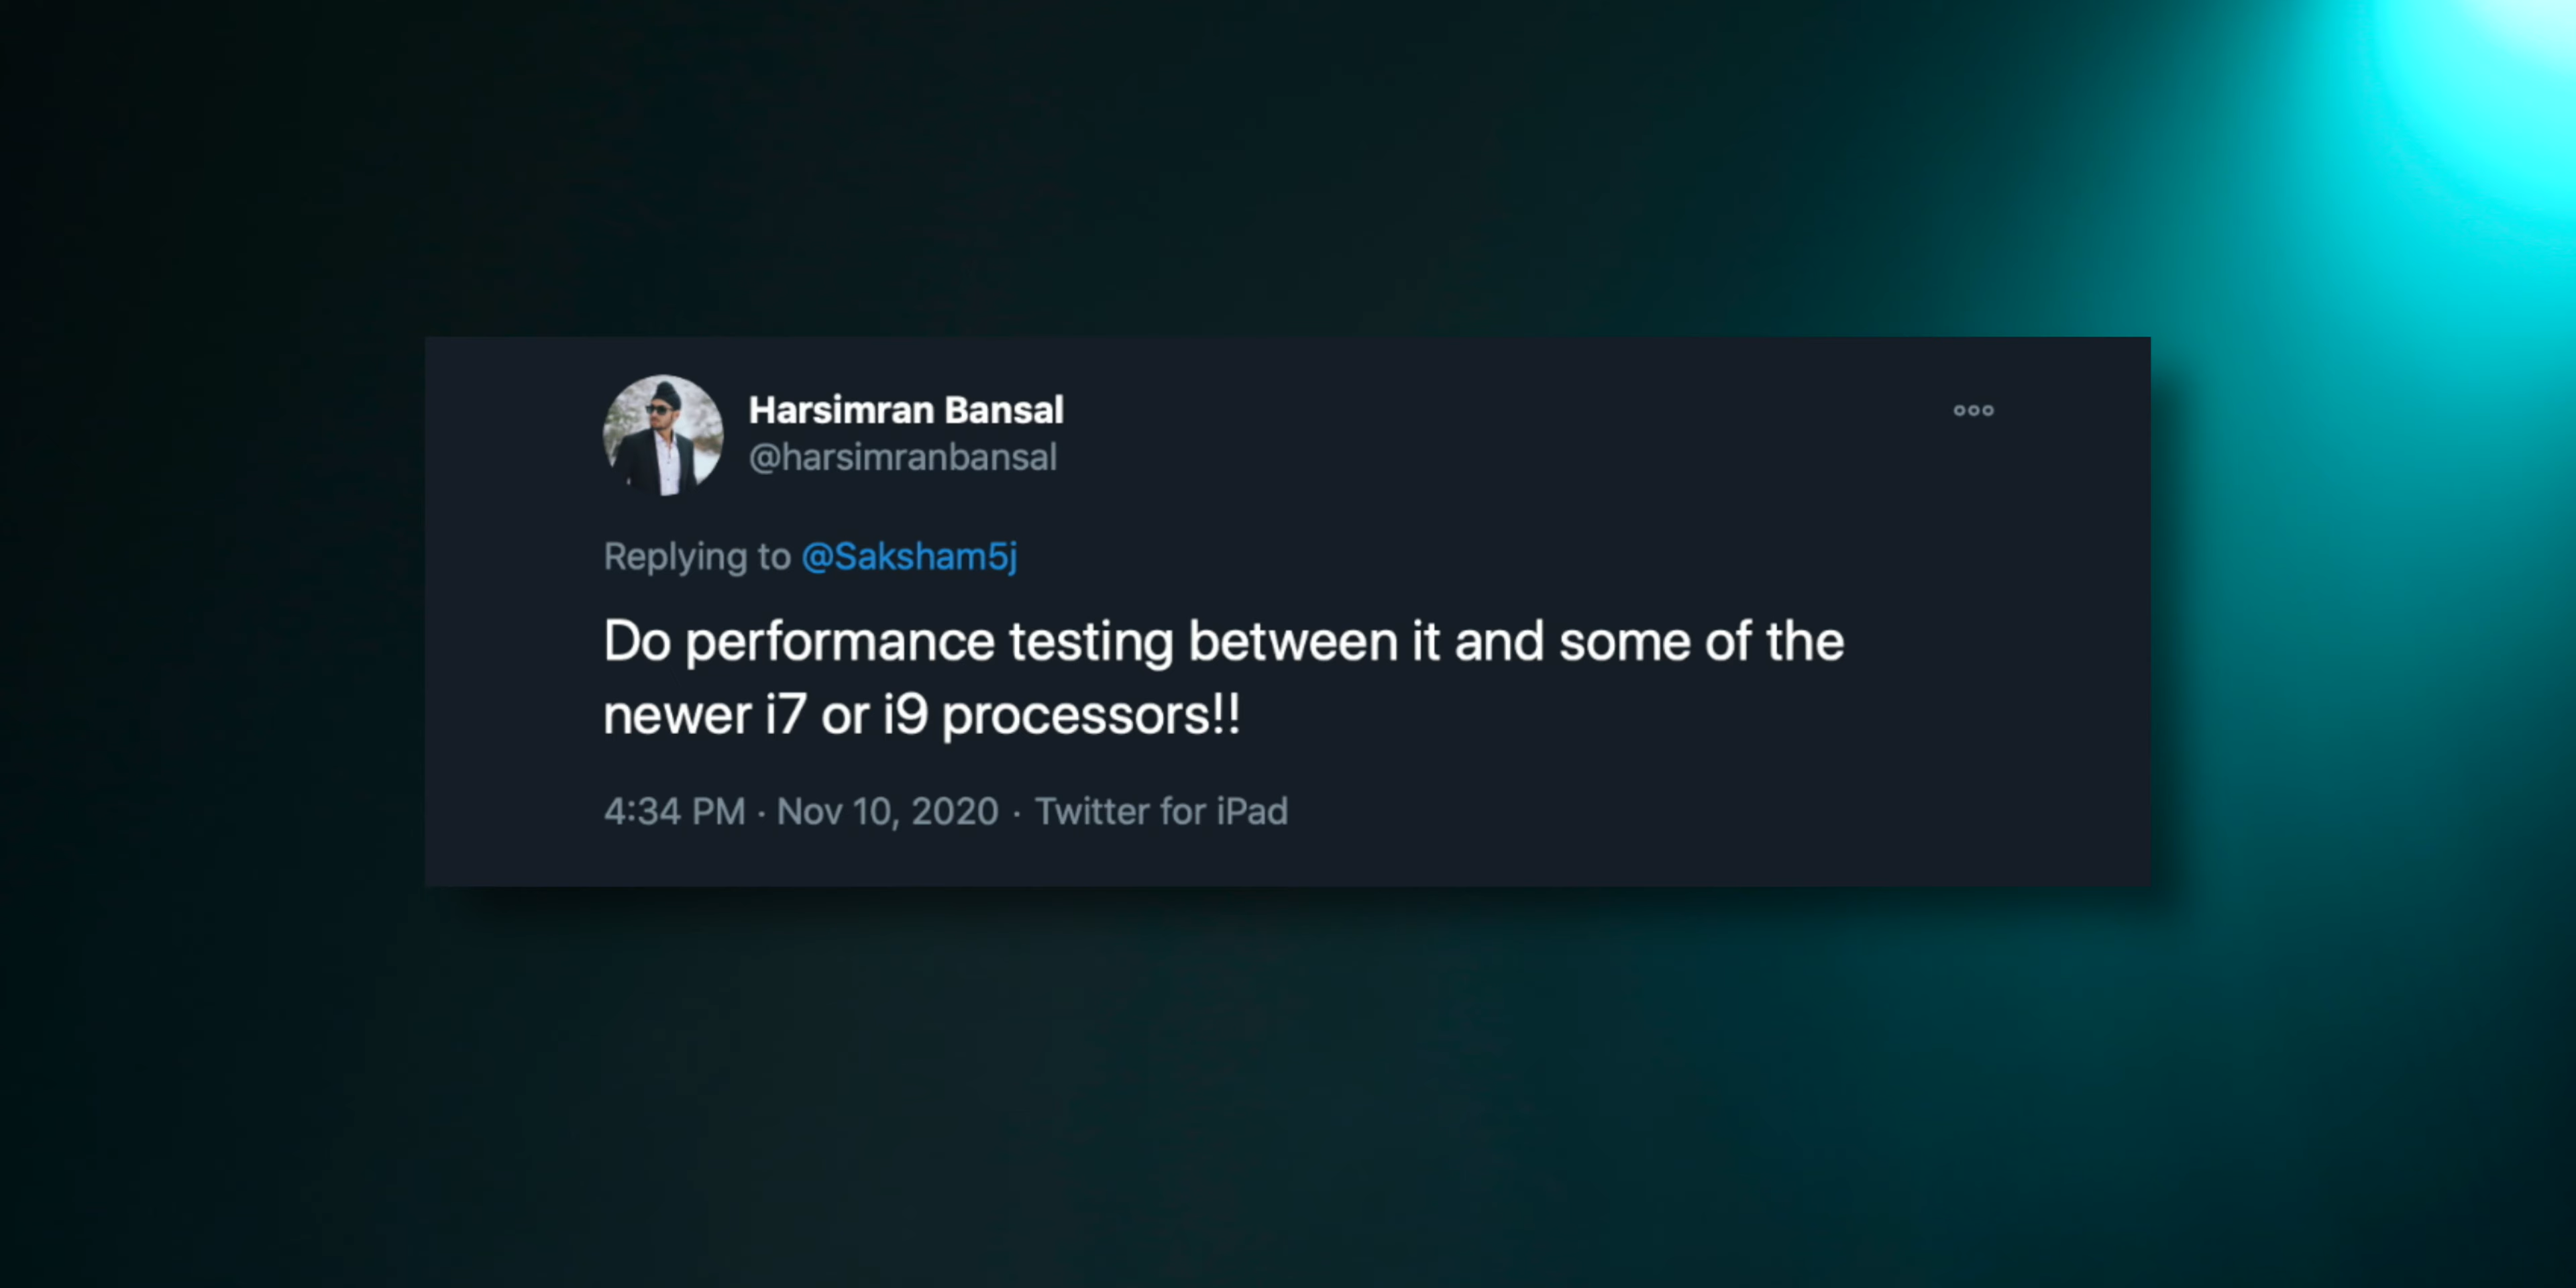 Harsimran Bansal
@harsimranbansal
Replying to @Saksham5j
Do performance testing between it and some of the
newer i7 or i9 processors!!
4:34 PM · Nov 10, 2020 · Twitter for iPad